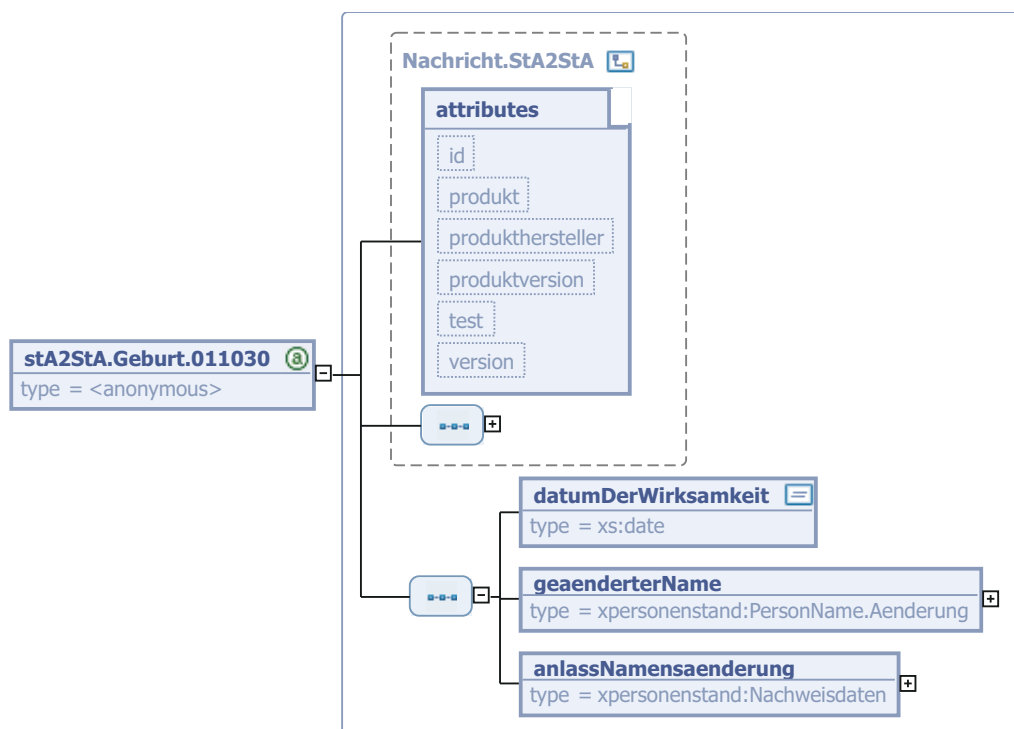 Nachricht.StA2StA
attributes
id
produkt
produkthersteller
produktversion
test
version
stA2StA.Geburt.011030
type = <anonymous>
datumDerWirksamkeit
type = xs:date
geaenderterName
type = xpersonenstand:PersonName.Aenderung
anlassNamensaenderung
type = xpersonenstand:Nachweisdaten